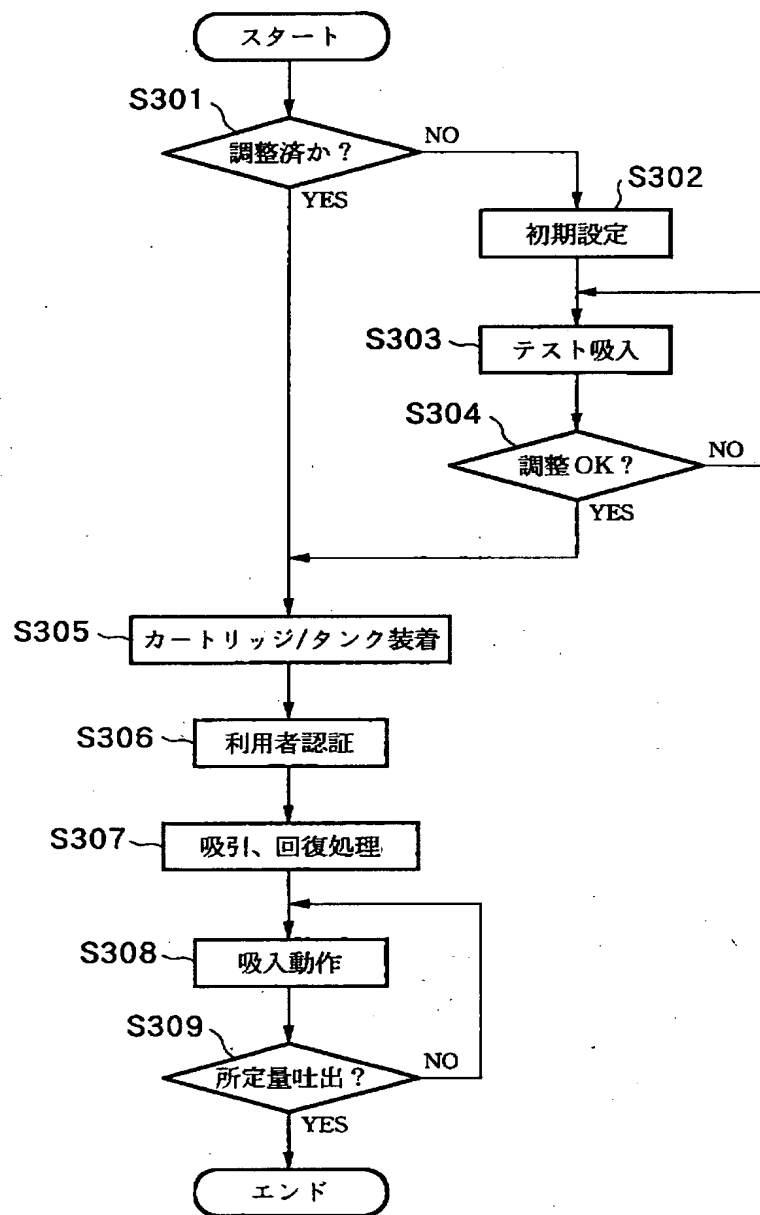 スタート
S301
調整済か?
NO
YES
S302
初期設定
S303
テスト吸入
S304
調整OK?
NO
YES
S305
カートリッジ/タンク装着
S306
利用者認証
S307
吸引、回復処理
S308
吸入動作
S309
所定量吐出?
NO
YES
エンド